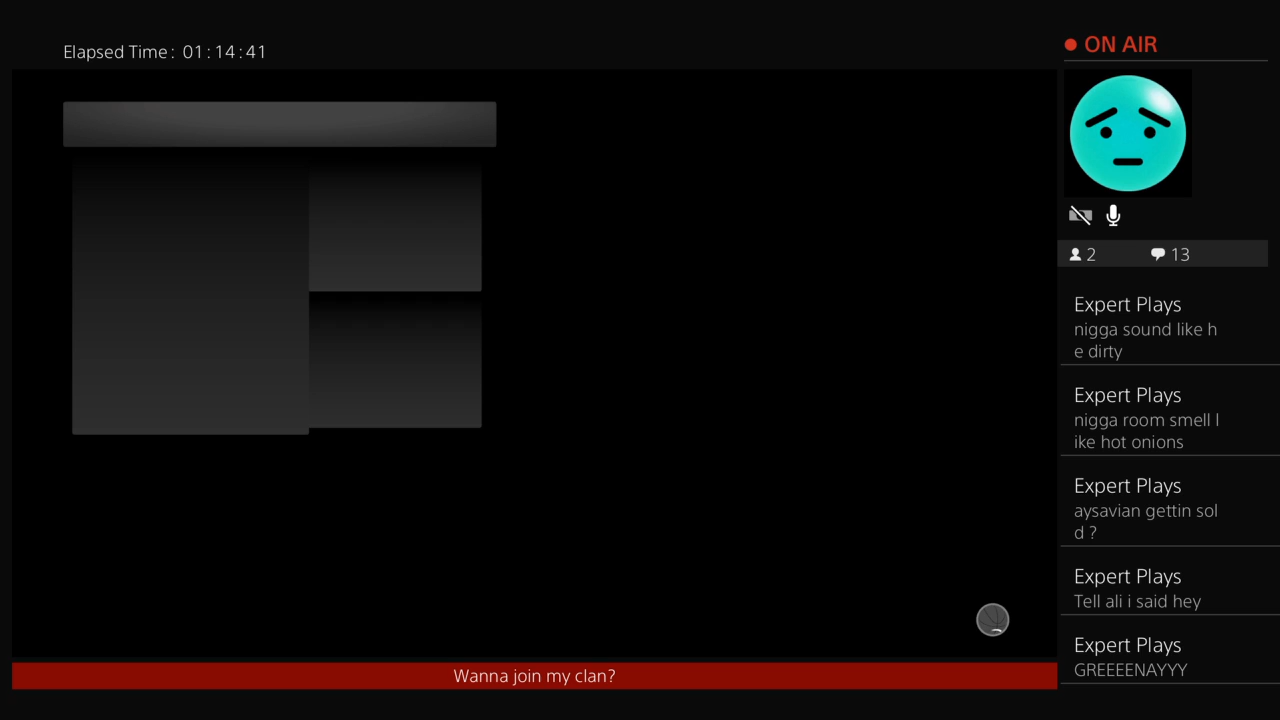 Elapsed Time: 01:14:41
ON AIR
2
13
Expert Plays
nigga sound like h
e dirty
Expert Plays
nigga room smell l
ike hot onions
Expert Plays
aysavian gettin sol
d ?
Expert Plays
Tell ali i said hey
Expert Plays
GREEEENAYYY
Wanna join my clan?